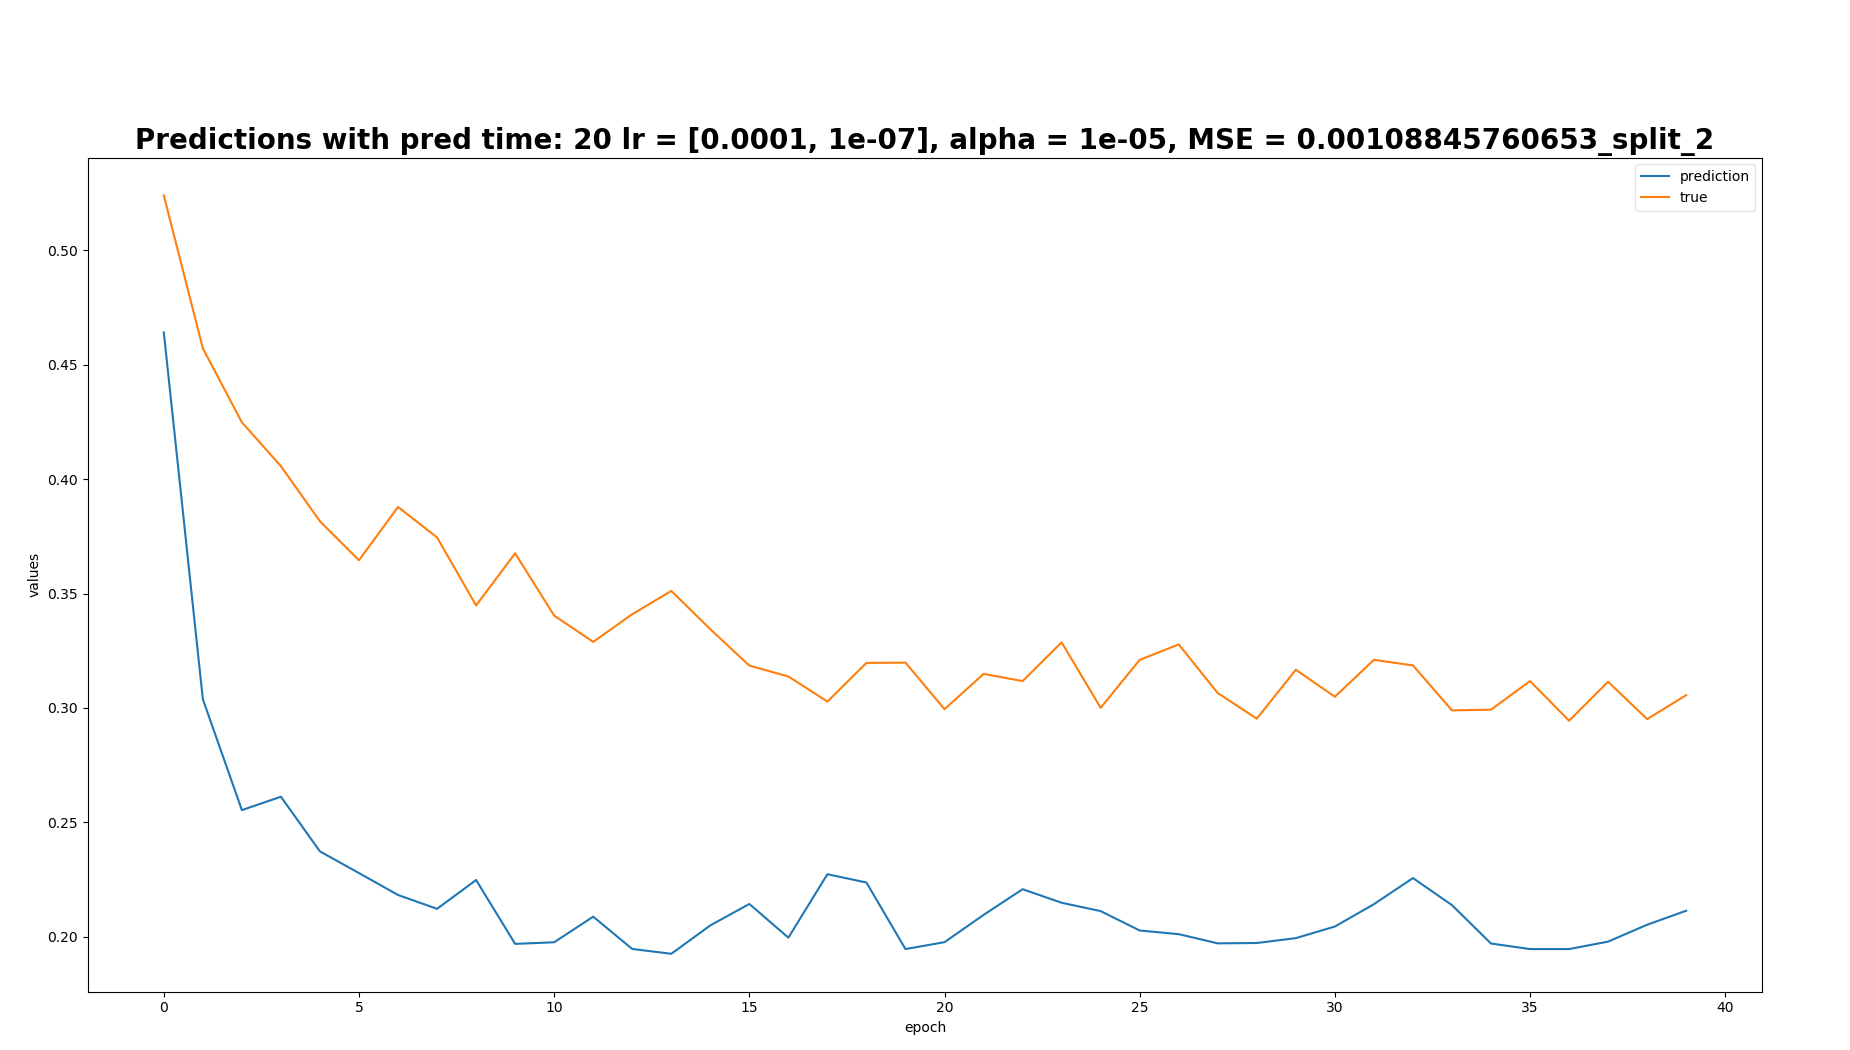 Predictions with pred time: 20 lr = [0.0001, 1e-07], alpha = 1e-05, MSE = 0.00108845760653_split_2
prediction
true
0.50
0.45
0.40
0.35
0.30
0.25
0.20
values
0 5 10 15 20 25 30 35 40
epoch